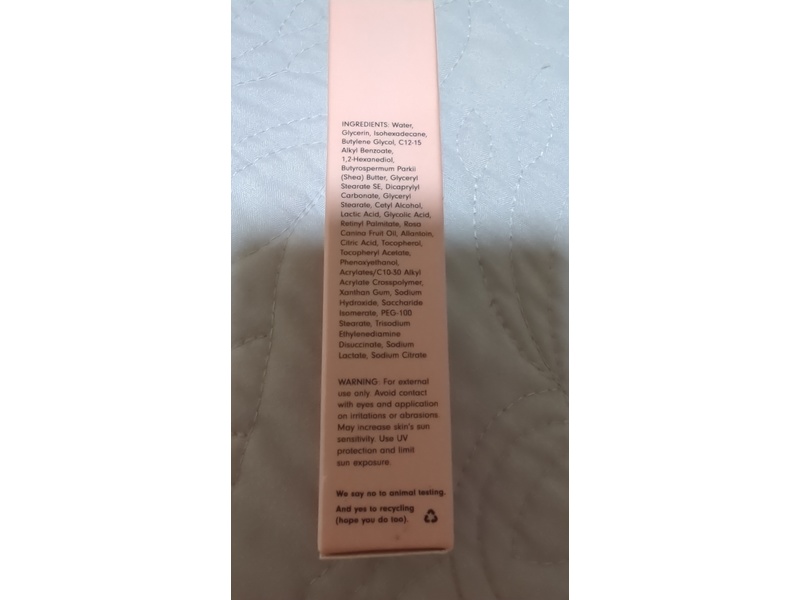 INGREDIENTS: Water,
Glycerin, Isohexadecane,
Butylene Glycol, C12-15
Alkyl Benzoate,
1,2-Hexanediol,
Butyrospermum Parkii
(Shea) Butter, Glyceryl
Stearate SE, Dicaprylyl
Carbonate, Glyceryl
Stearate, Cetyl Alcohol,
Lactic Acid, Glycolic Acid,
Retinyl Palmitate, Rosa
Canina Fruit Oil, Allantoin,
Citric Acid, Tocopherol,
Tocopheryl Acetate,
Phenoxyethanol,
Acrylates/C10-30 Alkyl
Acrylate Crosspolymer,
Xanthan Gum, Sodium
Hydroxide, Saccharide
Isomerate, PEG-100
Stearate, Trisodium
Ethylenediamine
Disuccinate, Sodium
Lactate, Sodium Citrate
WARNING: For external
use only. Avoid contact
with eyes and application
on irritations or abrasions.
May increase skin's sun
sensitivity. Use UV
protection and limit
sun exposure.
We say no to animal testing.
And yes to recycling
(hope you do too).